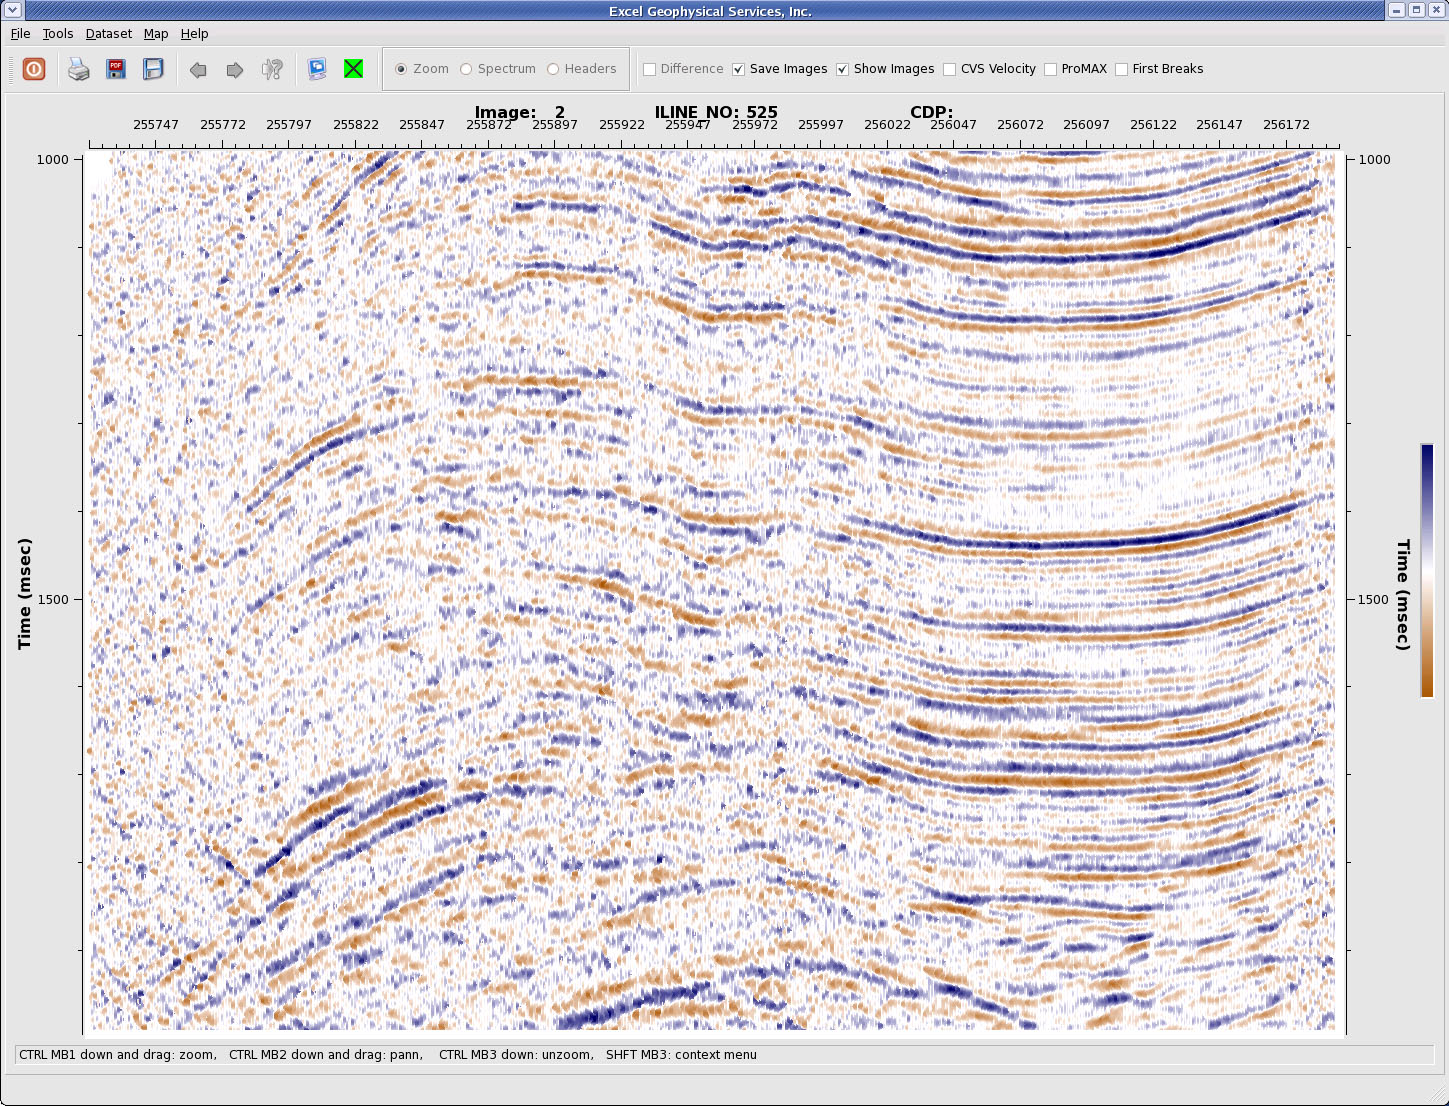 Excel Geophysical Services, Inc.
File Tools Dataset Map Help
PDF Zoom Spectrum Headers Difference Save Images Show Images CVS Velocity ProMAX First Breaks
Image: 2 ILINE_NO: 525 CDP:
255747 255772 255797 255822 255847 255872 255897 255922 255947 255972 255997 256022 256047 256072 256097 256122 256147 256172
1000 1000
Time (msec) Time (msec)
1500 1500
CTRL MB1 down and drag: zoom, CTRL MB2 down and drag: pann, CTRL MB3 down: unzoom, SHFT MB3: context menu